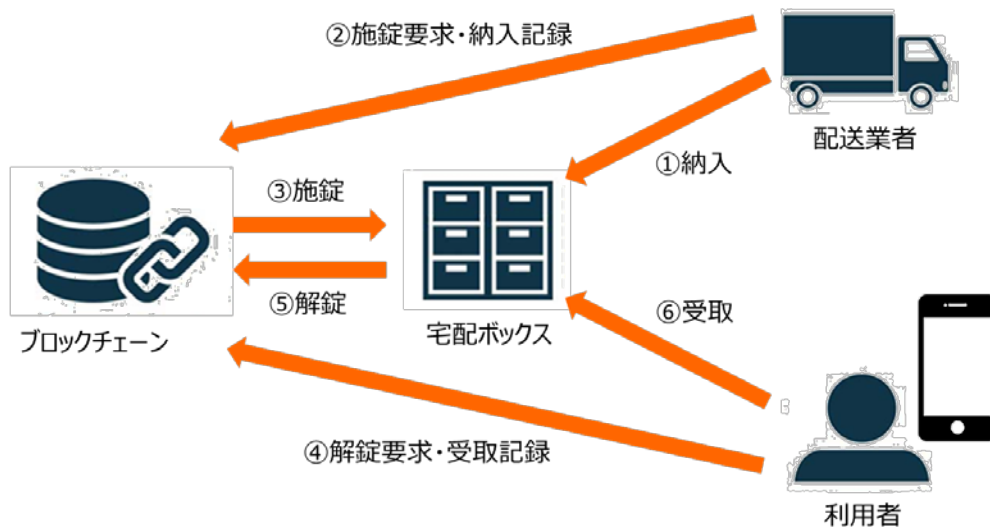 ②施錠要求・納入記録
配送業者
①納入
③施錠
⑤解錠
ブロックチェーン
宅配ボックス
⑥受取
④解錠要求・受取記録
利用者